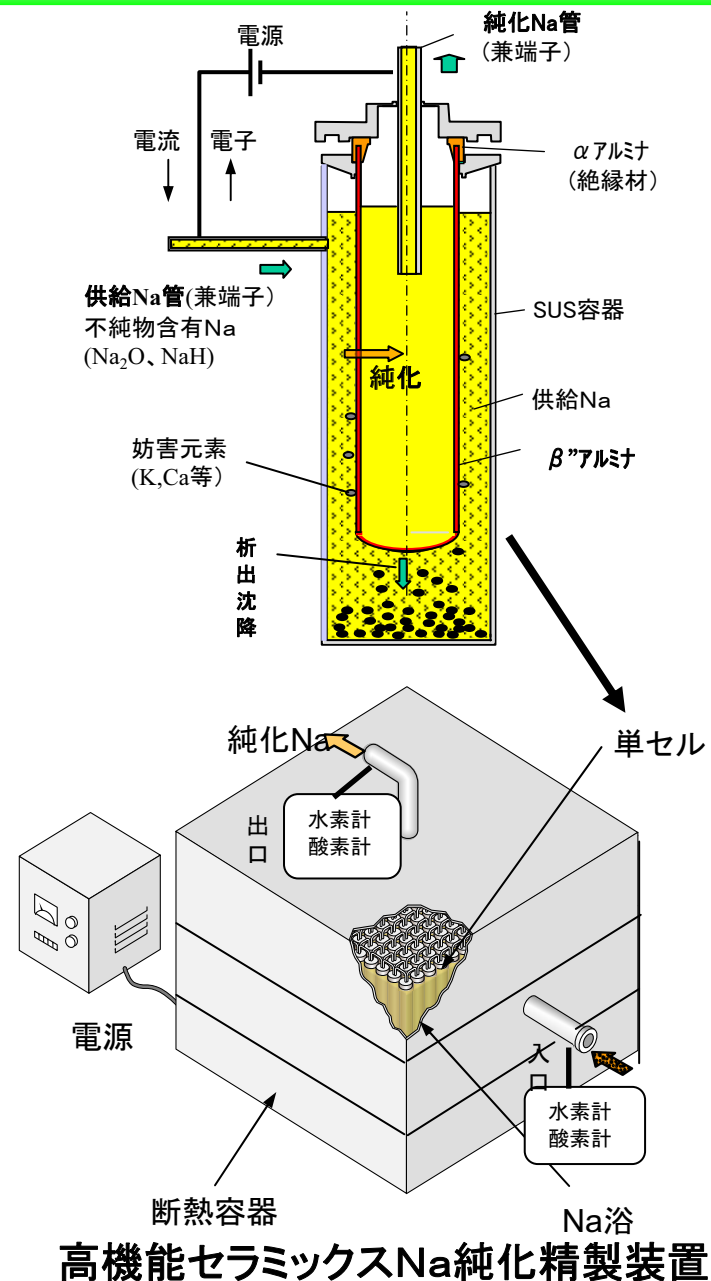 電源
純化Na管
(兼端子)
電流
電子
αアルミナ
(絶縁材)
供給Na管(兼端子)
不純物含有Na
(Na₂O、NaH)
SUS容器
純化
供給Na
妨害元素
(K,Ca等)
β”アルミナ
析
出
沈
降
純化Na
単セル
出
口
水素計
酸素計
電源
入
口
水素計
酸素計
断熱容器
Na浴
高機能セラミックスNa純化精製装置